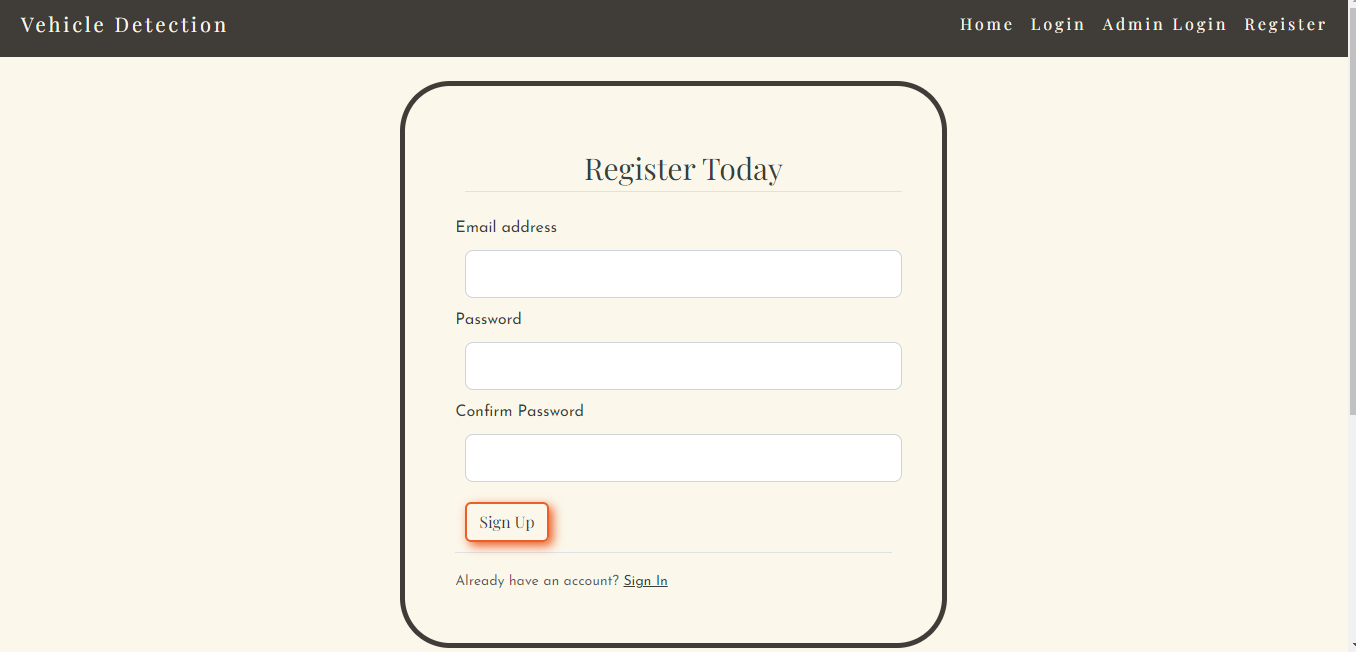 Vehicle Detection
Home Login Admin Login Register
Register Today
Email address
Password
Confirm Password
Sign Up
Already have an account? Sign In